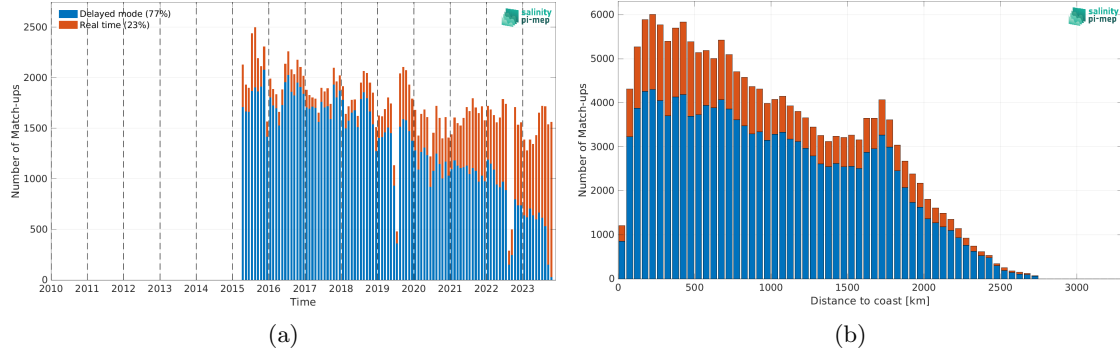 Delayed mode (77%)
Real time (23%)
salinity
pi-mep
Number of Match-ups
2500
2000
1500
1000
500
0
2010 2011 2012 2013 2014 2015 2016 2017 2018 2019 2020 2021 2022 2023
Time
(a)
salinity
pi-mep
Number of Match-ups
6000
5000
4000
3000
2000
1000
0
0 500 1000 1500 2000 2500 3000
Distance to coast [km]
(b)